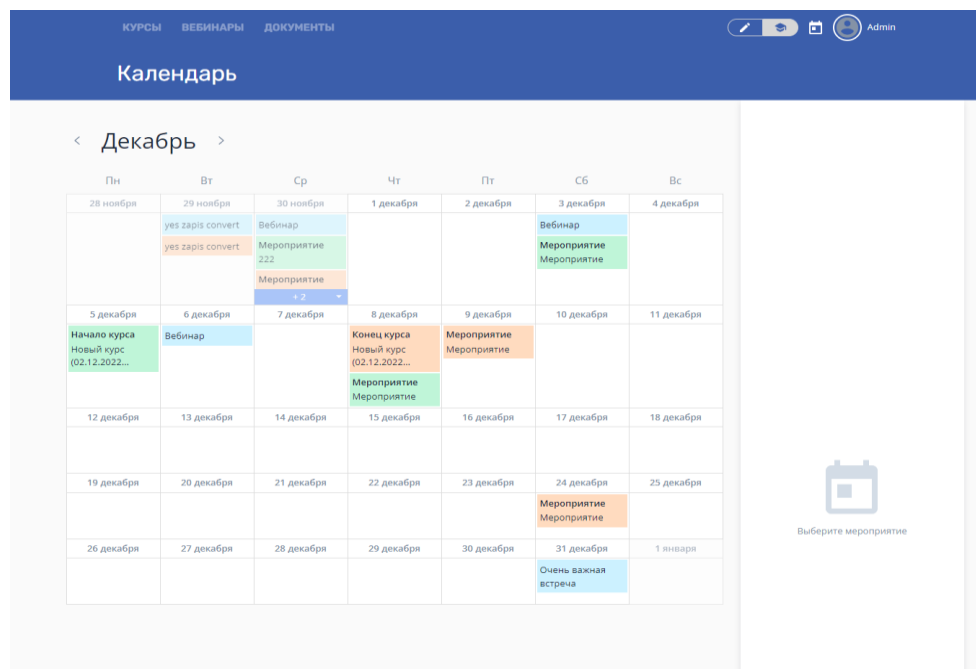 КУРСЫ ВЕБИНАРЫ ДОКУМЕНТЫ Admin
Календарь
Декабрь
Пн Вт Ср Чт Пт Сб Вс
28 ноября 29 ноября 30 ноября 1 декабря 2 декабря 3 декабря 4 декабря
yes zapis convert
yes zapis convert
Вебинар
Мероприятие
222
Мероприятие
+ 2
Вебинар
Мероприятие
Мероприятие
5 декабря 6 декабря 7 декабря 8 декабря 9 декабря 10 декабря 11 декабря
Начало курса
Новый курс
(02.12.2022...
Вебинар
Конец курса
Новый курс
(02.12.2022...
Мероприятие
Мероприятие
Мероприятие
Мероприятие
12 декабря 13 декабря 14 декабря 15 декабря 16 декабря 17 декабря 18 декабря
19 декабря 20 декабря 21 декабря 22 декабря 23 декабря 24 декабря 25 декабря
Мероприятие
Мероприятие
26 декабря 27 декабря 28 декабря 29 декабря 30 декабря 31 декабря 1 января
Очень важная
встреча
Выберите мероприятие